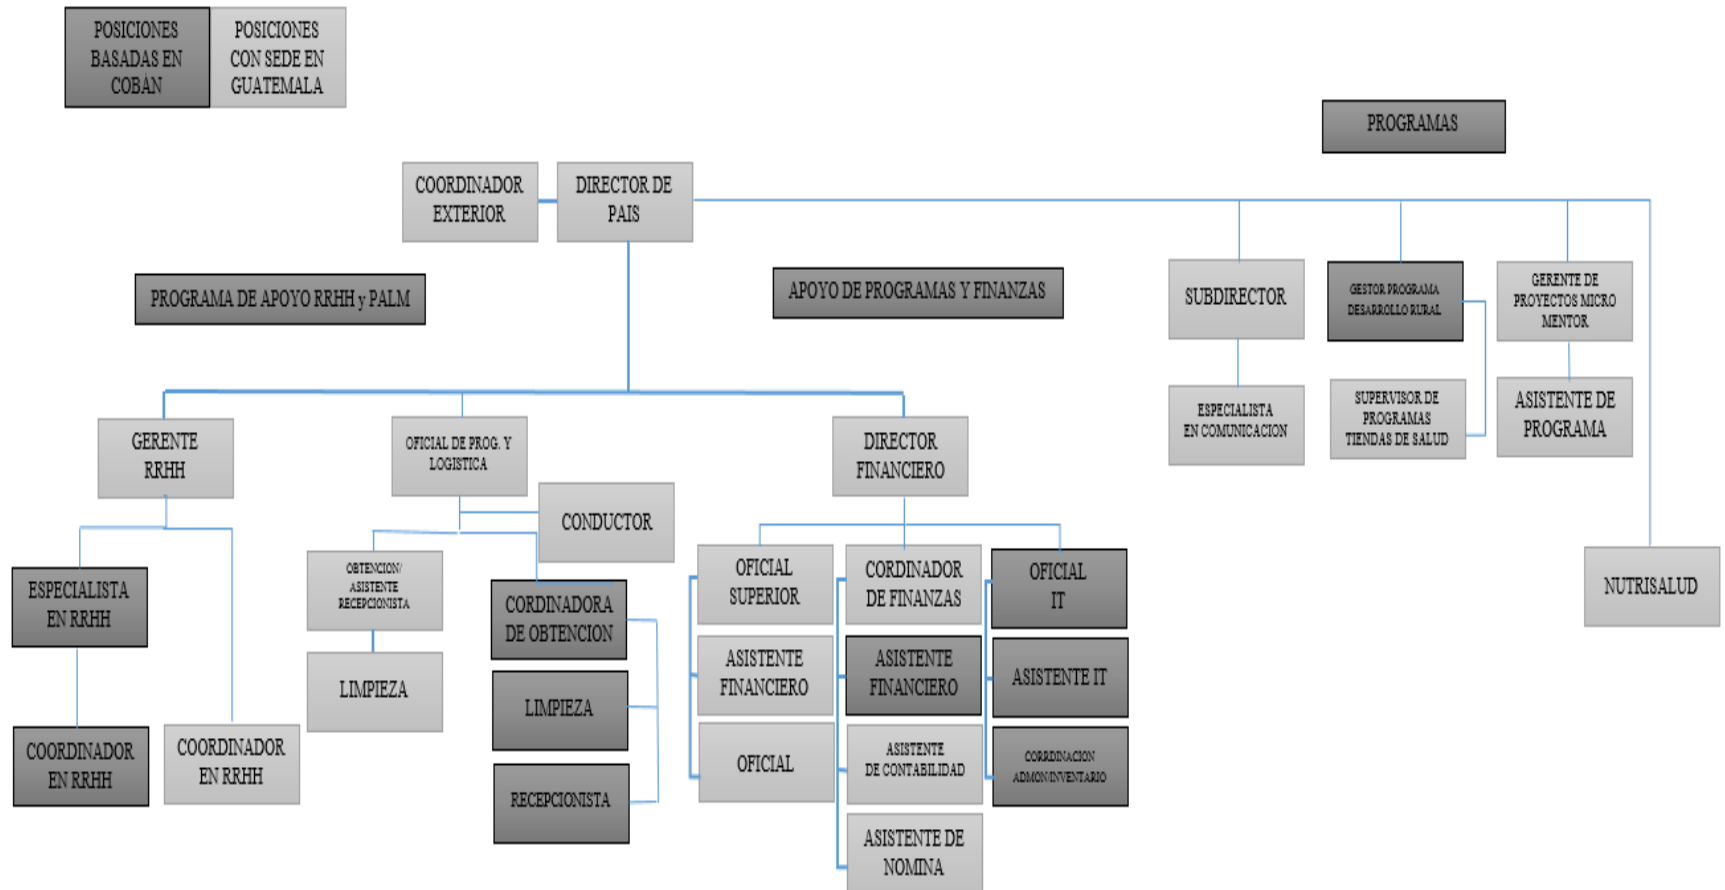 POSICIONES
BASADAS EN
COBÁN
POSICIONES
CON SEDE EN
GUATEMALA
PROGRAMAS
COORDINADOR
EXTERIOR
DIRECTOR DE
PAIS
PROGRAMA DE APOYO RRHH y PALM
APOYO DE PROGRAMAS Y FINANZAS
SUBDIRECTOR
GESTOR PROGRAMA
DESARROLLO RURAL
GERENTE DE
PROYECTOS MICRO
MENTOR
ESPECIALISTA
EN COMUNICACION
SUPERVISOR DE
PROGRAMAS
TIENDAS DE SALUD
ASISTENTE DE
PROGRAMA
GERENTE
RRHH
OFICIAL DE PROG. Y
LOGISTICA
DIRECTOR
FINANCIERO
CONDUCTOR
ESPECIALISTA
EN RRHH
OBTENCION/
ASISTENTE
RECEPCIONISTA
CORDINADORA
DE OBTENCION
OFICIAL
SUPERIOR
CORDINADOR
DE FINANZAS
OFICIAL
IT
NUTRISALUD
LIMPIEZA
LIMPIEZA
ASISTENTE
FINANCIERO
ASISTENTE
FINANCIERO
ASISTENTE IT
COORDINADOR
EN RRHH
COORDINADOR
EN RRHH
RECEPCIONISTA
OFICIAL
ASISTENTE
DE CONTABILIDAD
CORRDINACION
ADMON/INVENTARIO
ASISTENTE DE
NOMINA